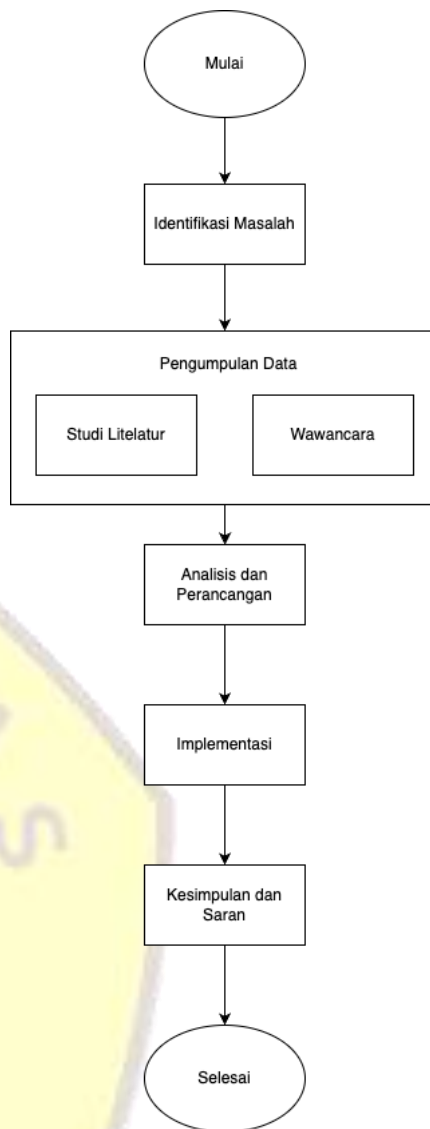 Mulai
Identifikasi Masalah
Pengumpulan Data
Studi Litelatur
Wawancara
Analisis dan
Perancangan
Implementasi
Kesimpulan dan
Saran
Selesai